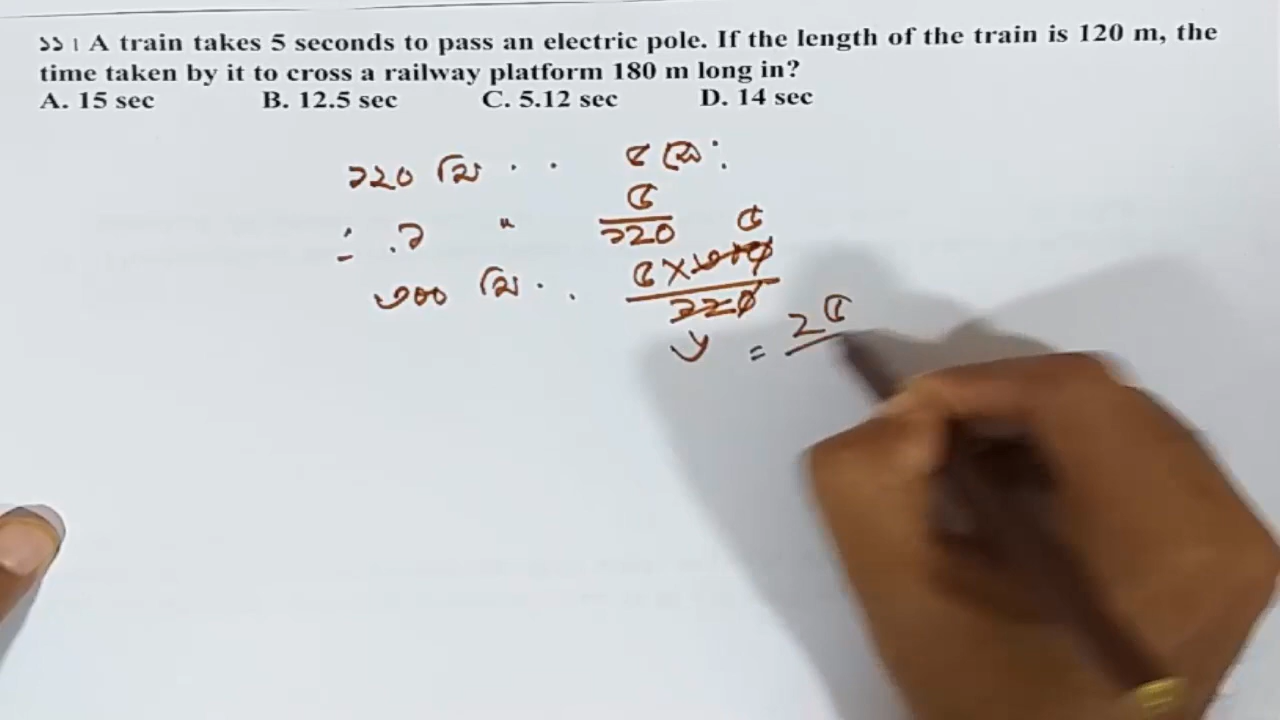 ১১। A train takes 5 seconds to pass an electric pole. If the length of the train is 120 m, the
time taken by it to cross a railway platform 180 m long in?
A. 15 sec B. 12.5 sec C. 5.12 sec D. 14 sec
১২০ মি . . ৫ সে:
∴ ১ " ৫/১২০
৩০০ মি . . ৫×৩০০/১২০ ৫
২ = ২৫